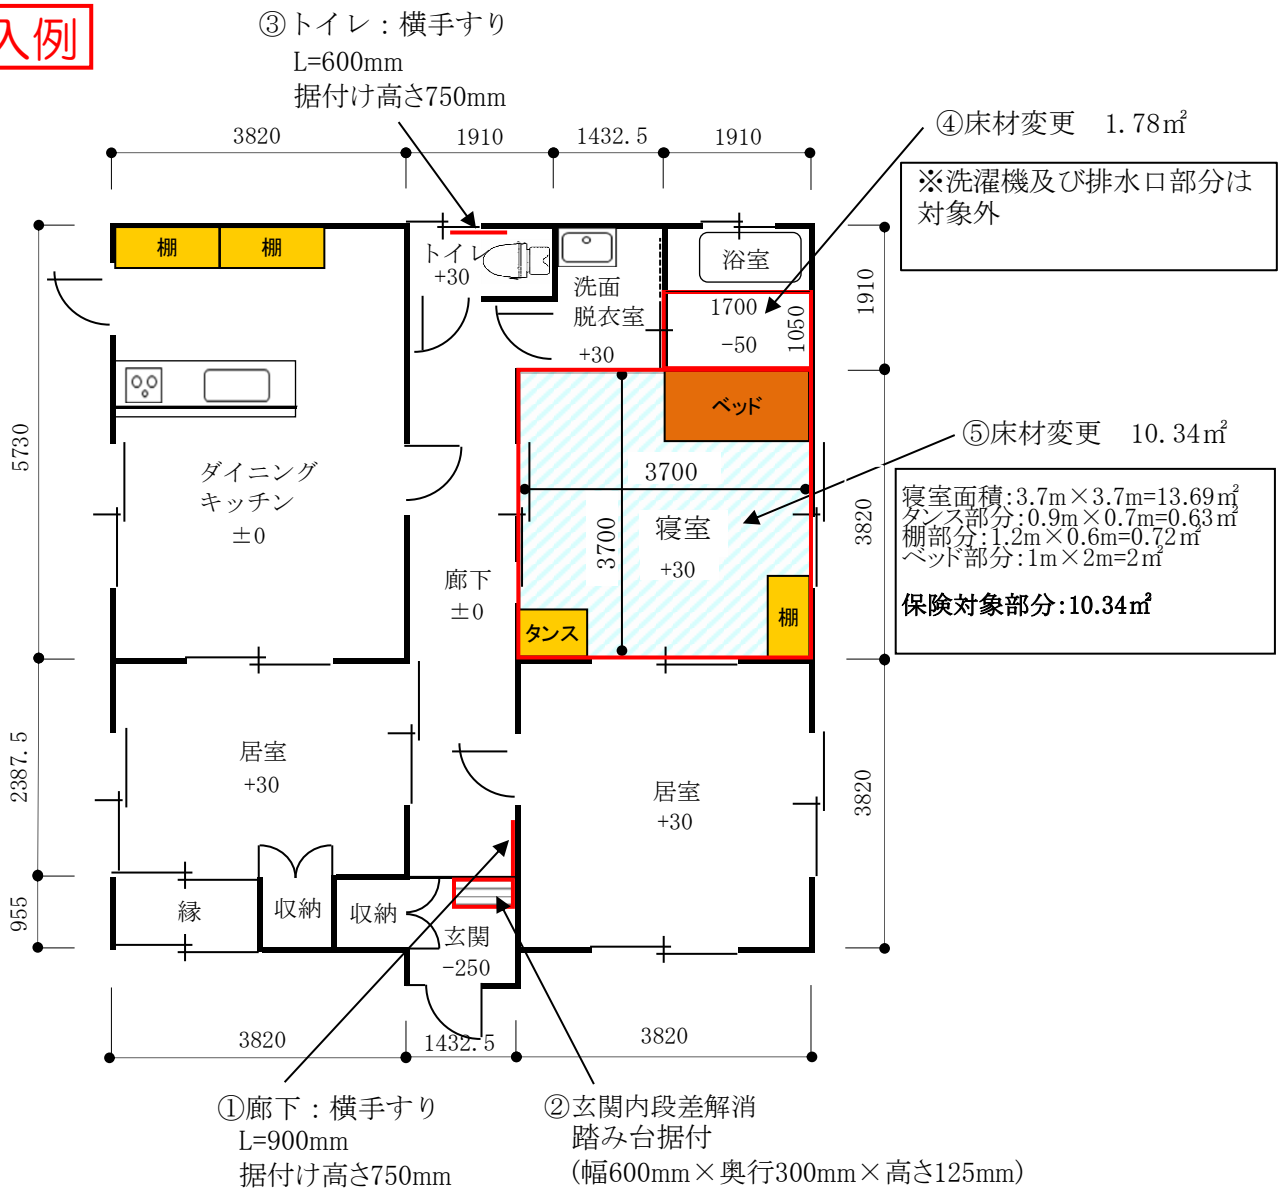 入例
③トイレ：横手すり
L=600mm
据付け高さ750mm
3820
1910
1432.5
1910
④床材変更　1.78㎡
※洗濯機及び排水口部分は
対象外
棚
棚
トイレ
+30
洗面
脱衣室
+30
浴室
1700
1050
-50
1910
5730
ダイニング
キッチン
±0
廊下
±0
ベッド
3700
3700
寝室
+30
タンス
棚
3820
⑤床材変更　10.34㎡
寝室面積:3.7m×3.7m=13.69㎡
タンス部分:0.9m×0.7m=0.63㎡
棚部分:1.2m×0.6m=0.72㎡
ベッド部分:1m×2m=2㎡
保険対象部分:10.34㎡
2387.5
居室
+30
居室
+30
3820
955
縁
収納
収納
玄関
-250
3820
1432.5
3820
①廊下：横手すり
L=900mm
据付け高さ750mm
②玄関内段差解消
踏み台据付
(幅600mm×奥行300mm×高さ125mm)